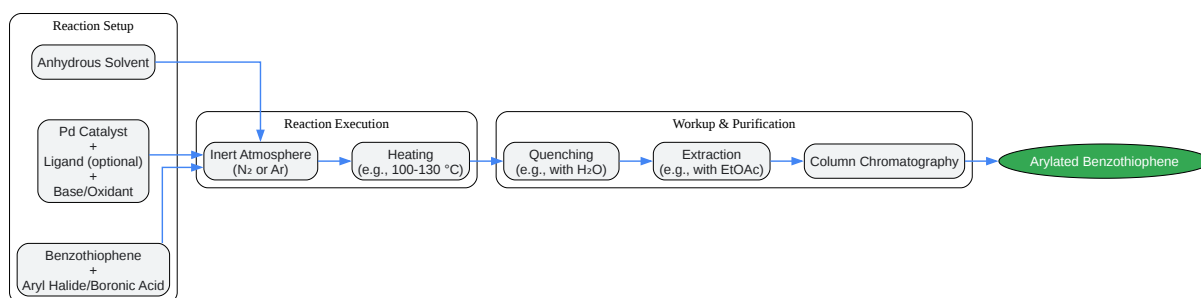 Reaction Setup
Anhydrous Solvent
Pd Catalyst
+
Ligand (optional)
+
Base/Oxidant
Benzothiophene
+
Aryl Halide/Boronic Acid
Reaction Execution
Inert Atmosphere
(N₂ or Ar)
Heating
(e.g., 100-130 °C)
Workup & Purification
Quenching
(e.g., with H₂O)
Extraction
(e.g., with EtOAc)
Column Chromatography
Arylated Benzothiophene